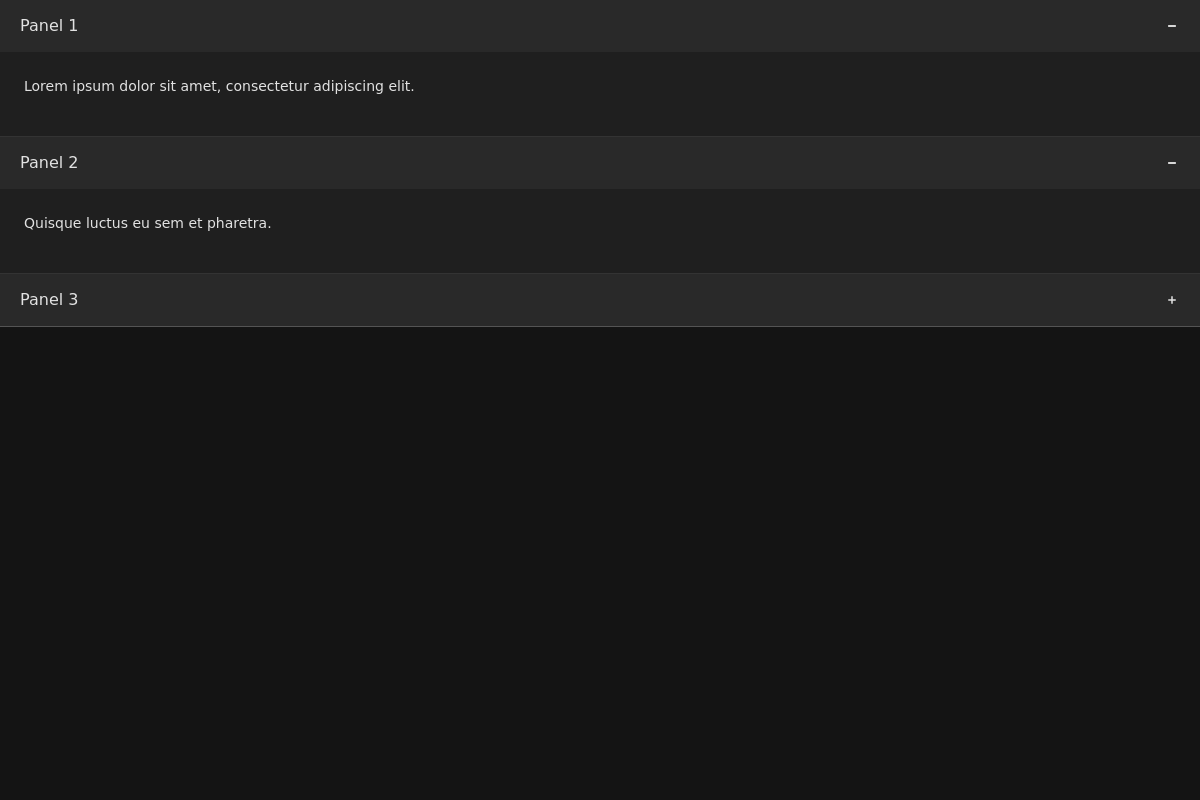 Panel 1
Lorem ipsum dolor sit amet, consectetur adipiscing elit.
Panel 2
Quisque luctus eu sem et pharetra.
Panel 3